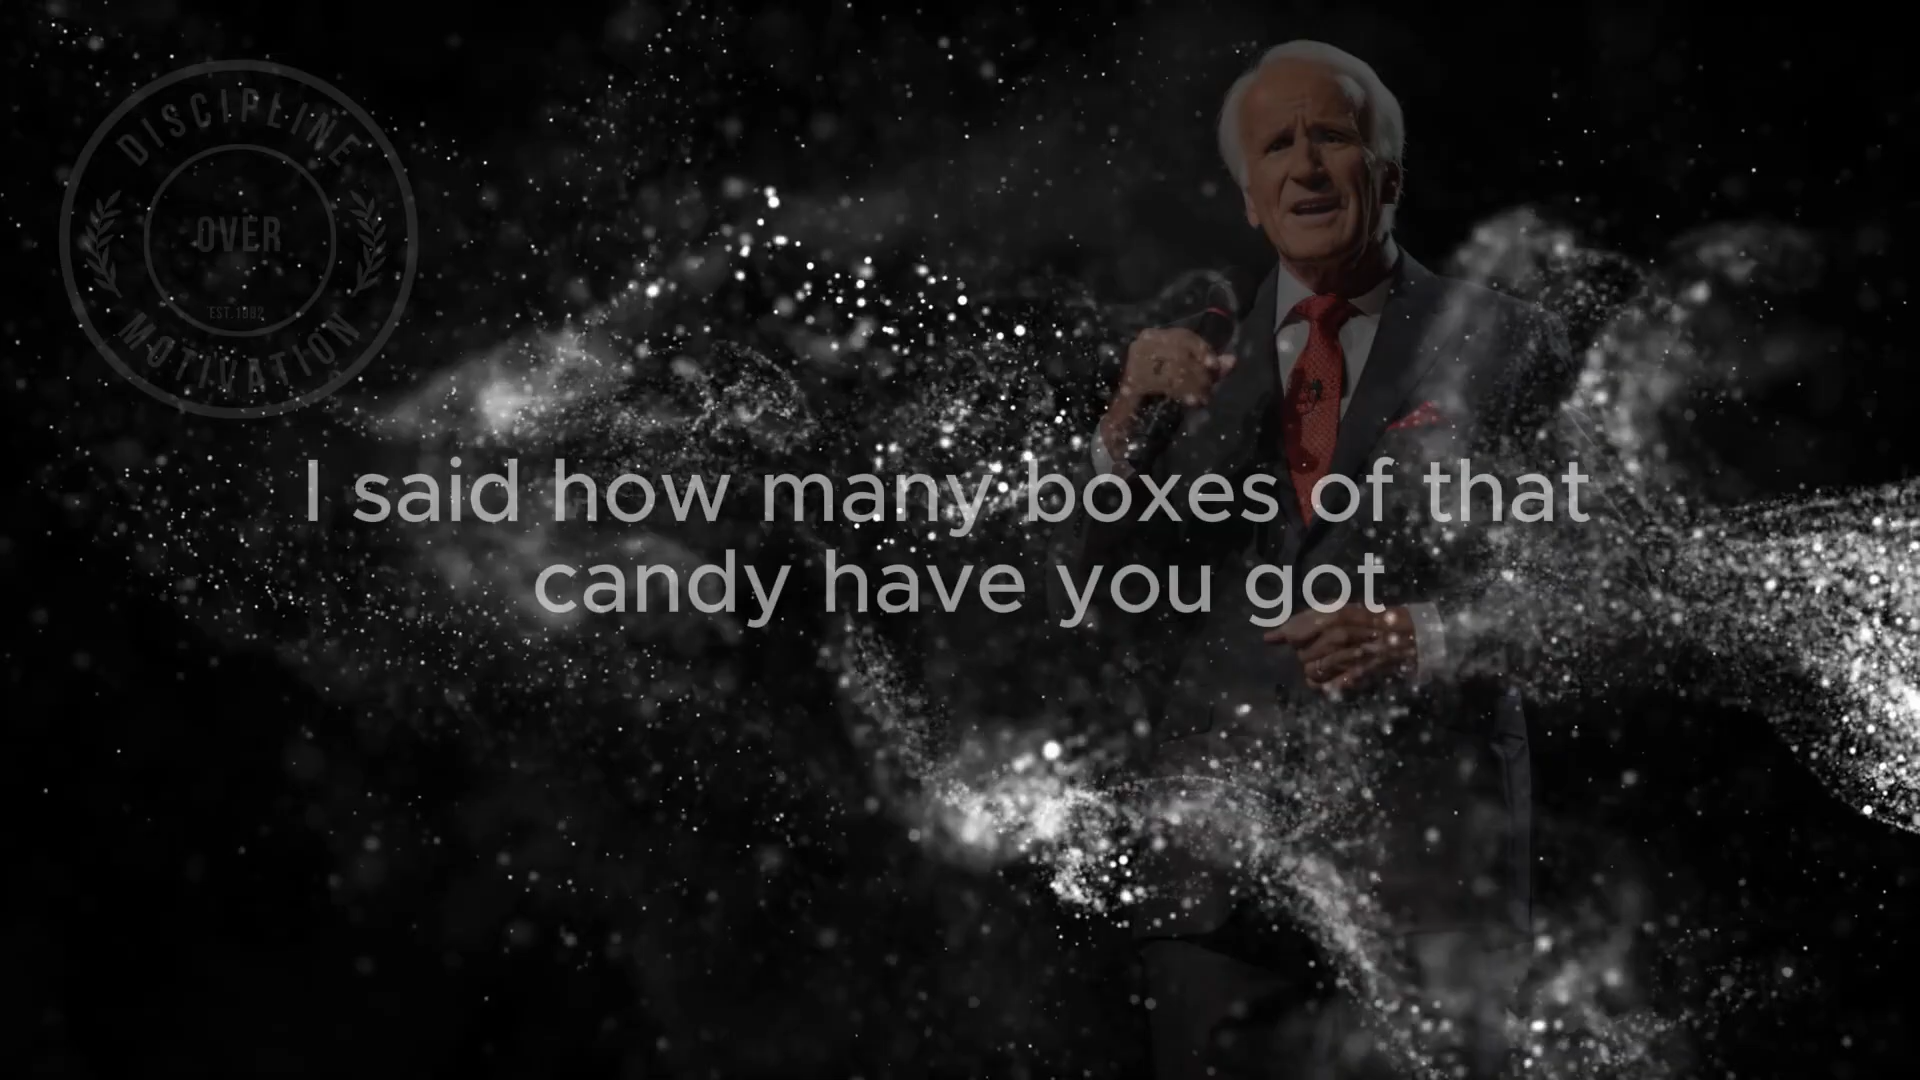 DISCIPLINE
OVER
EST. 1982
MOTIVATION
I said how many boxes of that
candy have you got